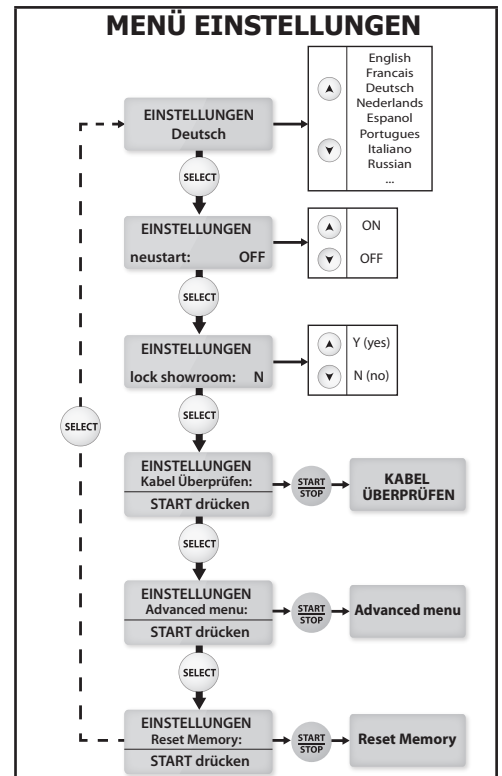 MENÜ EINSTELLUNGEN
EINSTELLUNGEN
Deutsch
English
Francais
Deutsch
Nederlands
Espanol
Portugues
Italiano
Russian
...
SELECT
EINSTELLUNGEN
neustart: OFF
ON
OFF
SELECT
EINSTELLUNGEN
lock showroom: N
Y (yes)
N (no)
SELECT
SELECT
EINSTELLUNGEN
Kabel Überprüfen:
START drücken
START
STOP
KABEL
ÜBERPRÜFEN
SELECT
EINSTELLUNGEN
Advanced menu:
START drücken
START
STOP
Advanced menu
SELECT
EINSTELLUNGEN
Reset Memory:
START drücken
START
STOP
Reset Memory